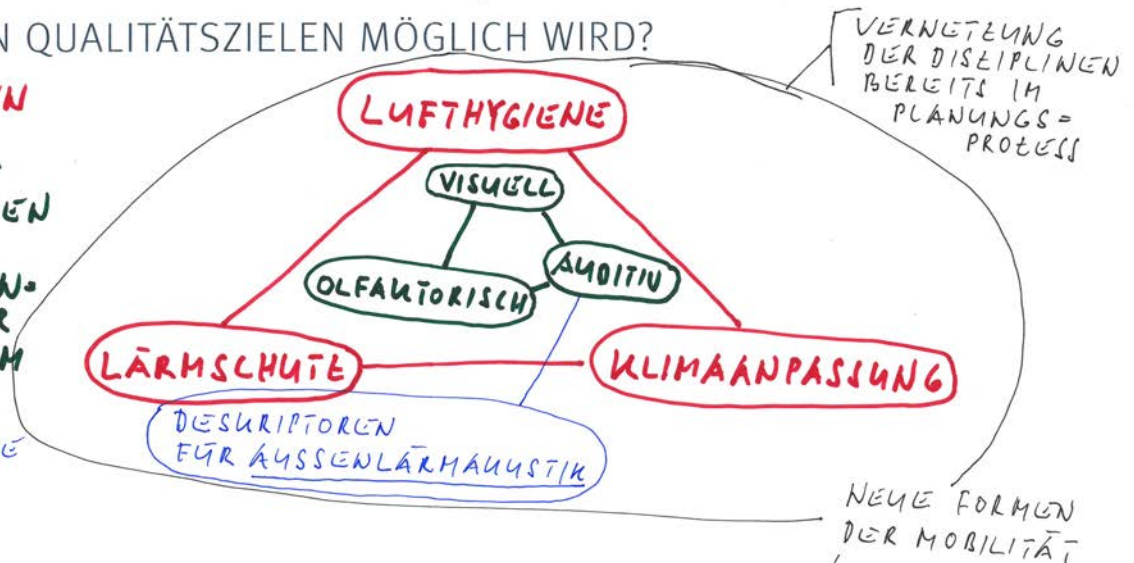 N QUALITÄTSZIELEN MÖGLICH WIRD?
VERNETZUNG
DER DISZIPLINEN
BEREITS IM
PLANUNGS=
PROZESS
N
EN
N=
R
M
E
LUFTHYGIENE
VISUELL
AUDITIV
OLFAKTORISCH
LÄRMSCHUTZ
KLIMAANPASSUNG
DESKRIPTOREN
FÜR AUSSENLÄRMAKUSTIK
NEUE FORMEN
DER MOBILITÄT